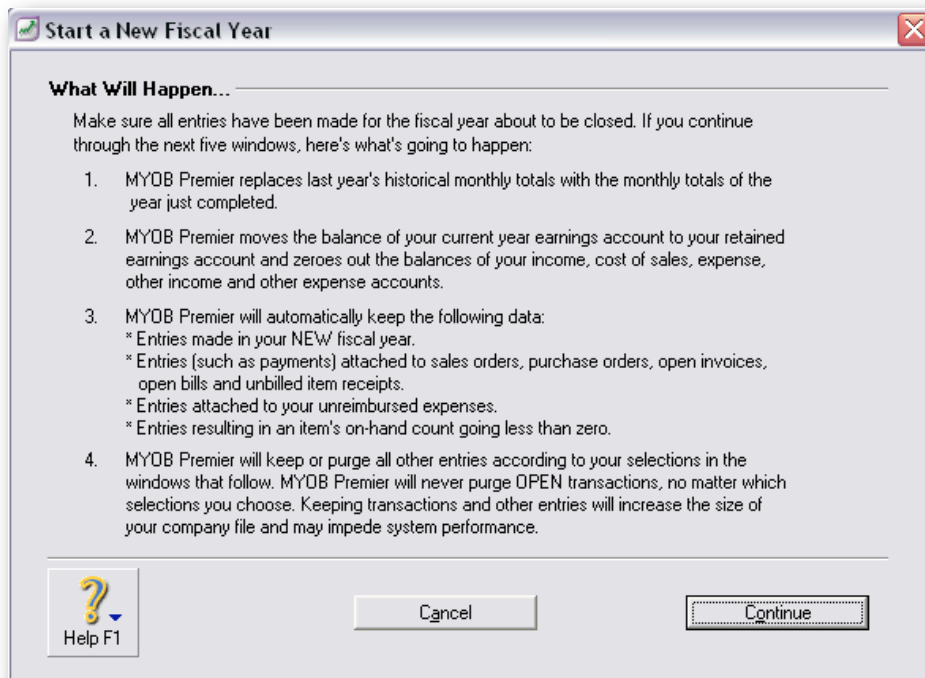 Start a New Fiscal Year
What Will Happen...
Make sure all entries have been made for the fiscal year about to be closed. If you continue
through the next five windows, here's what's going to happen:
1. MYOB Premier replaces last year's historical monthly totals with the monthly totals of the
year just completed.
2. MYOB Premier moves the balance of your current year earnings account to your retained
earnings account and zeroes out the balances of your income, cost of sales, expense,
other income and other expense accounts.
3. MYOB Premier will automatically keep the following data:
* Entries made in your NEW fiscal year.
* Entries (such as payments) attached to sales orders, purchase orders, open invoices,
open bills and unbilled item receipts.
* Entries attached to your unreimbursed expenses.
* Entries resulting in an item's on-hand count going less than zero.
4. MYOB Premier will keep or purge all other entries according to your selections in the
windows that follow. MYOB Premier will never purge OPEN transactions, no matter which
selections you choose. Keeping transactions and other entries will increase the size of
your company file and may impede system performance.
Help F1
Cancel
Continue